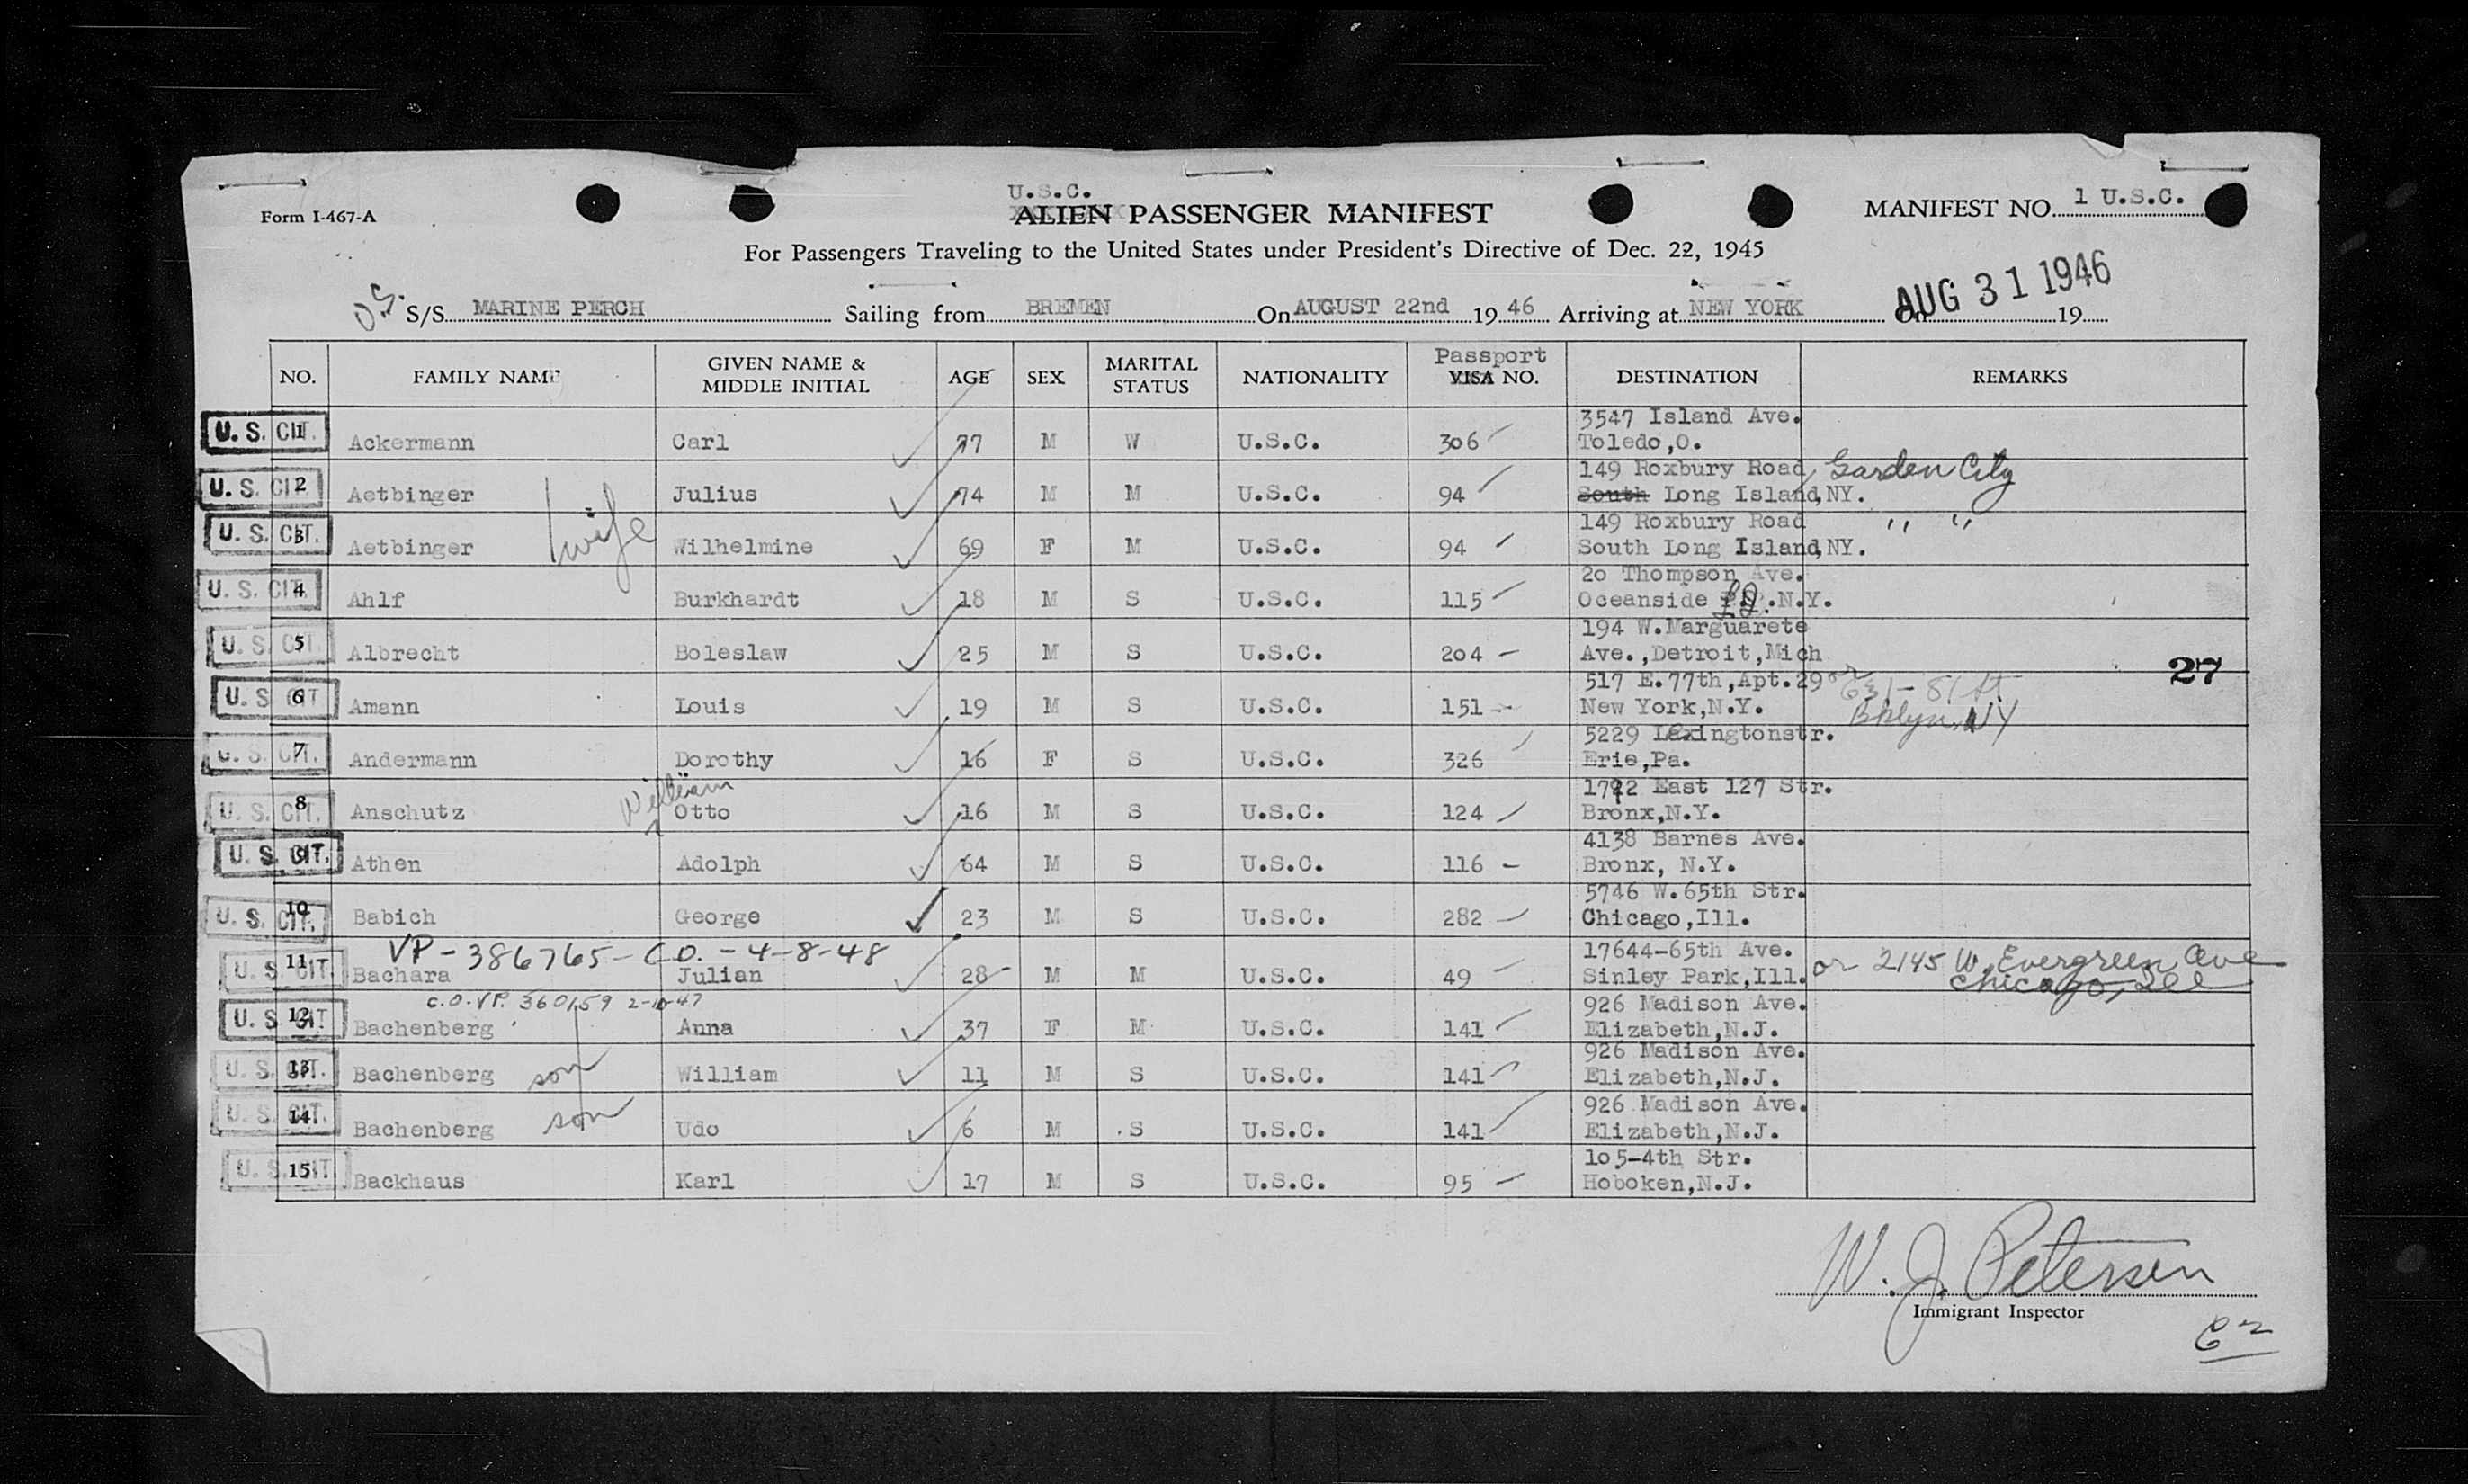 U.S.C.
Form I-467-A
ALIEN PASSENGER MANIFEST
MANIFEST NO. 1 U.S.C.
For Passengers Traveling to the United States under President's Directive of Dec. 22, 1945
AUG 31 1946
U.S. S/S MARINE PERCH Sailing from BREMEN On AUGUST 22nd 19 46 Arriving at NEW YORK On 19
NO. FAMILY NAME GIVEN NAME & MIDDLE INITIAL AGE SEX MARITAL STATUS NATIONALITY Passport VISA NO. DESTINATION REMARKS
3547 Island Ave.
U. S. CIT. 1 Ackermann Carl 77 M W U.S.C. 306 Toledo,O.
149 Roxbury Road, Garden City
U. S. CIT. 2 Aetbinger Julius 74 M M U.S.C. 94 South Long Island,NY.
149 Roxbury Road " "
U. S. CIT. 3 Aetbinger wife Wilhelmine 69 F M U.S.C. 94 South Long Island,NY.
20 Thompson Ave.
U. S. CIT. 4 Ahlf Burkhardt 18 M S U.S.C. 115 Oceanside .N.Y.
194 W.Marguarete
U. S. CIT. 5 Albrecht Boleslaw 25 M S U.S.C. 204 Ave.,Detroit,Mich
27
517 E.77th,Apt.29 or 631 - 81 st
U. S. CIT 6 Amann Louis 19 M S U.S.C. 151 New York,N.Y. Bklyn, NY
5229 Lexingtonstr.
U. S. CIT. 7 Andermann Dorothy 16 F S U.S.C. 326 Erie,Pa.
William 1792 East 127 Str.
U. S. CIT. 8 Anschutz Otto 16 M S U.S.C. 124 Bronx,N.Y.
4138 Barnes Ave.
U. S. CIT. 9 Athen Adolph 64 M S U.S.C. 116 Bronx, N.Y.
5746 W.65th Str.
U. S. CIT. 10 Babich George 23 M S U.S.C. 282 Chicago,Ill.
VP-386765-C.O.-4-8-48 17644-65th Ave. or 2145 W. Evergreen Ave
U. S. CIT. 11 Bachara Julian 28 M M U.S.C. 49 Sinley Park,Ill. Chicago, Ill
C.O.VP. 360159 2-10-47 926 Madison Ave.
U. S. CIT 12 Bachenberg Anna 37 F M U.S.C. 141 Elizabeth,N.J.
926 Madison Ave.
U. S. CIT. 13 Bachenberg son William 11 M S U.S.C. 141 Elizabeth,N.J.
926 Madison Ave.
U. S. CIT. 14 Bachenberg son Udo 6 M S U.S.C. 141 Elizabeth,N.J.
105-4th Str.
U. S. CIT. 15 Backhaus Karl 17 M S U.S.C. 95 Hoboken,N.J.
W. J. Petersen
Immigrant Inspector